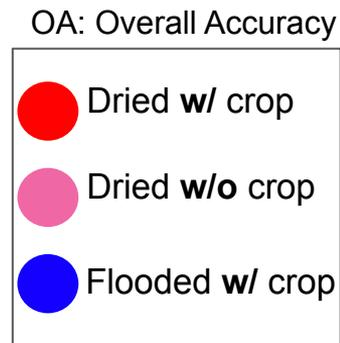 OA: Overall Accuracy
Dried w/ crop
Dried w/o crop
Flooded w/ crop